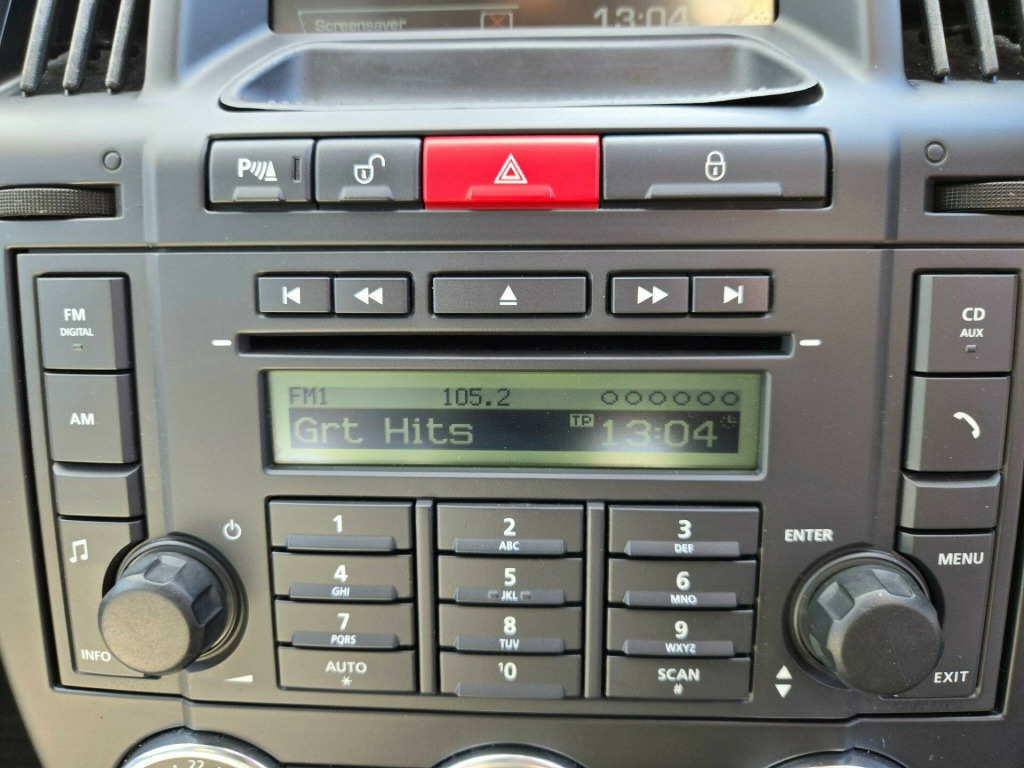 Screensaver 13:04
P
FM DIGITAL
CD AUX
FM1 105.2
Grt Hits TP 13:04
AM
1
2 ABC
3 DEF
ENTER
4 GHI
5 JKL
6 MNO
MENU
7 PQRS
8 TUV
9 WXYZ
INFO
AUTO *
10
SCAN #
EXIT
22